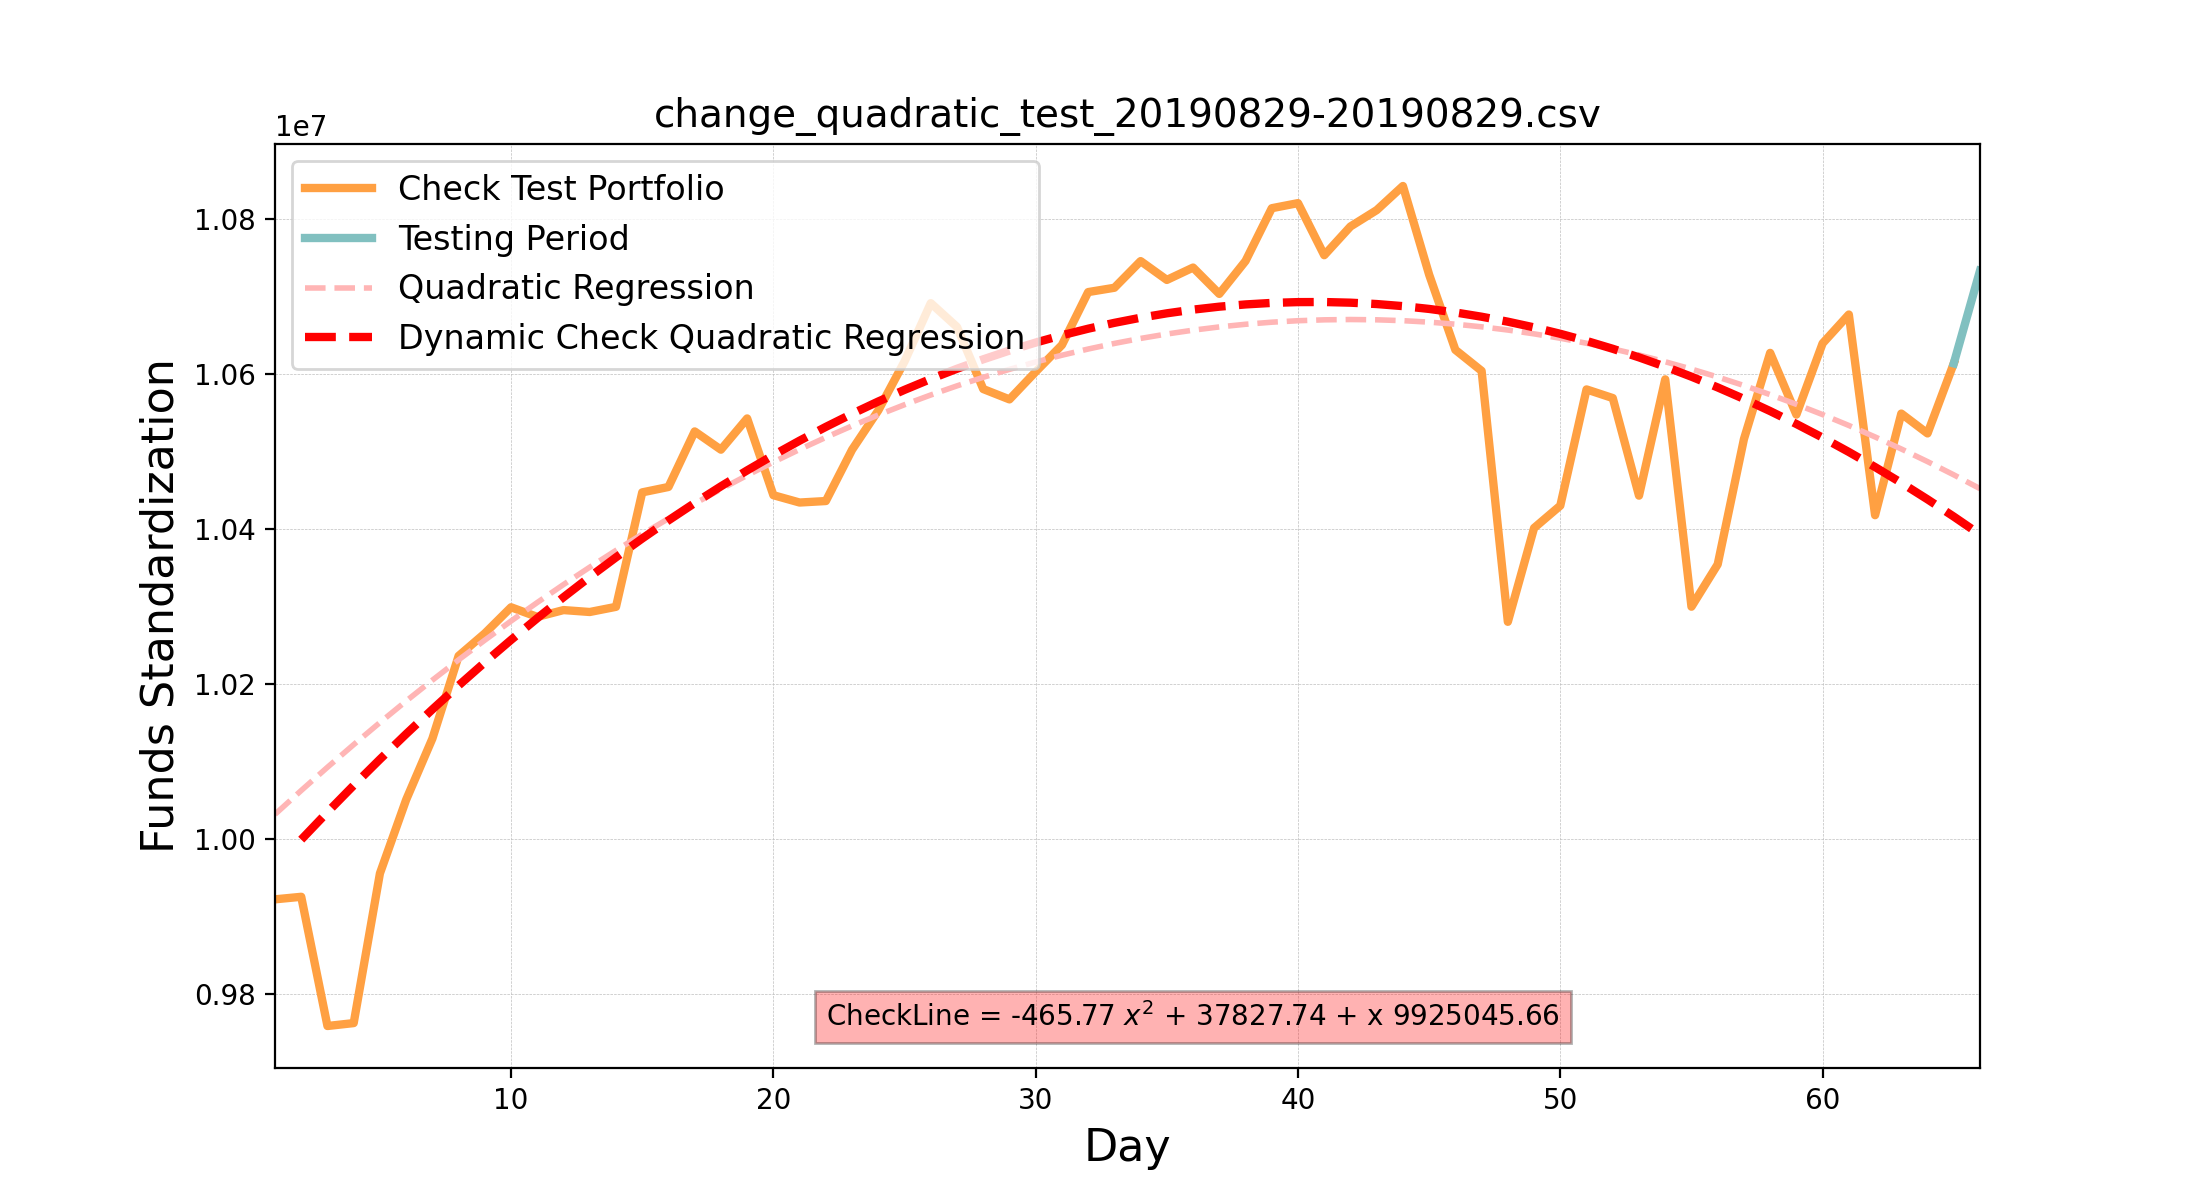 change_quadratic_test_20190829-20190829.csv
1e7
Check Test Portfolio
Testing Period
Quadratic Regression
Dynamic Check Quadratic Regression
Funds Standardization
1.08
1.06
1.04
1.02
1.00
0.98
CheckLine = -465.77 x² + 37827.74 + x 9925045.66
10 20 30 40 50 60
Day